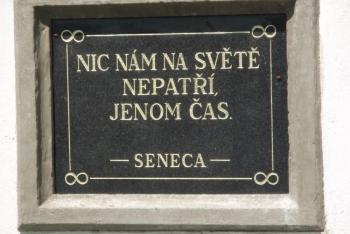 NIC NÁM NA SVĚTĚ
NEPATŘÍ,
JENOM ČAS.
— SENECA —